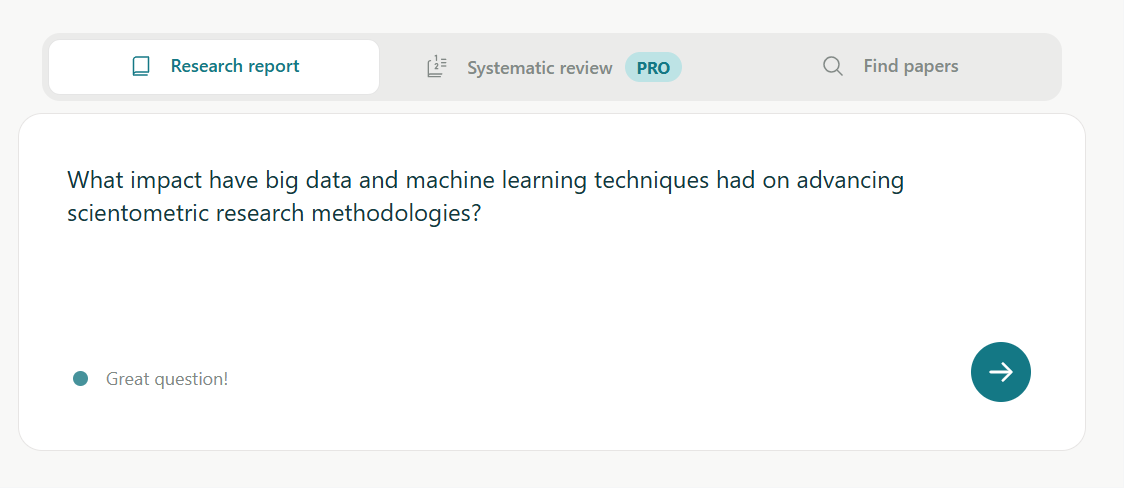 Research report
Systematic review PRO
Find papers
What impact have big data and machine learning techniques had on advancing
scientometric research methodologies?
Great question!